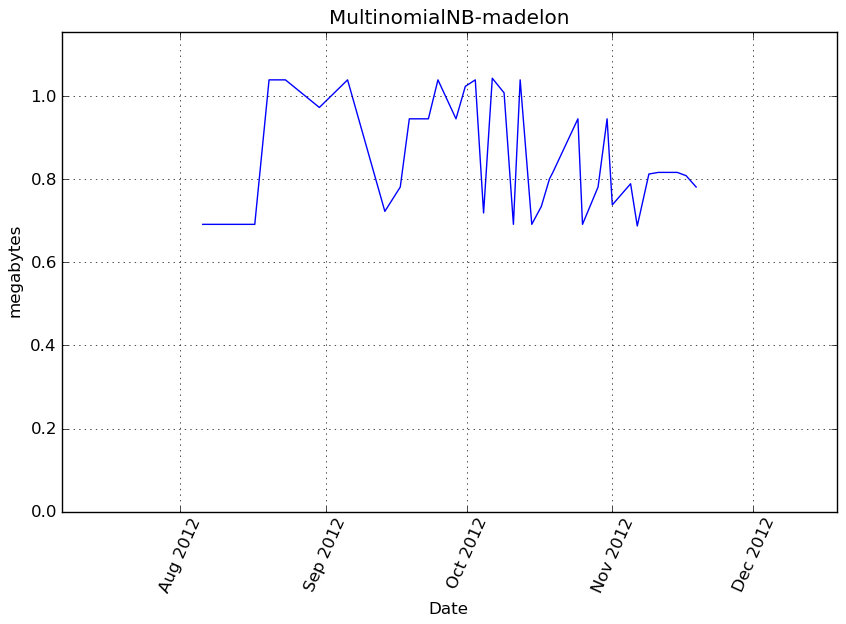 MultinomialNB-madelon
1.0
0.8
0.6
0.4
0.2
0.0
megabytes
Aug 2012
Sep 2012
Oct 2012
Nov 2012
Dec 2012
Date